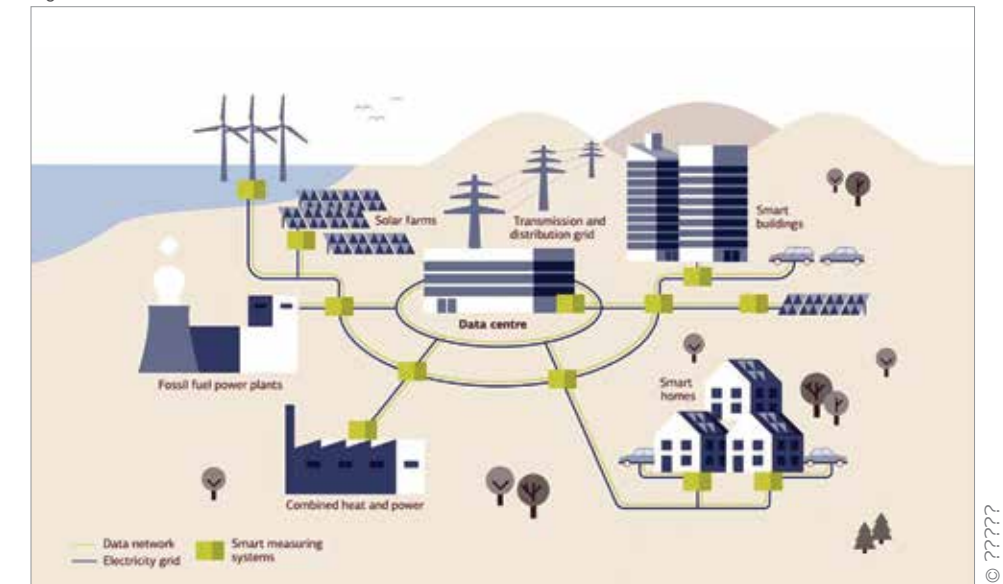 Solar farms
Transmission and
distribution grid
Smart
buildings
Data centre
Fossil fuel power plants
Smart
homes
Combined heat and power
Data network
Electricity grid
Smart measuring
systems
© ?????